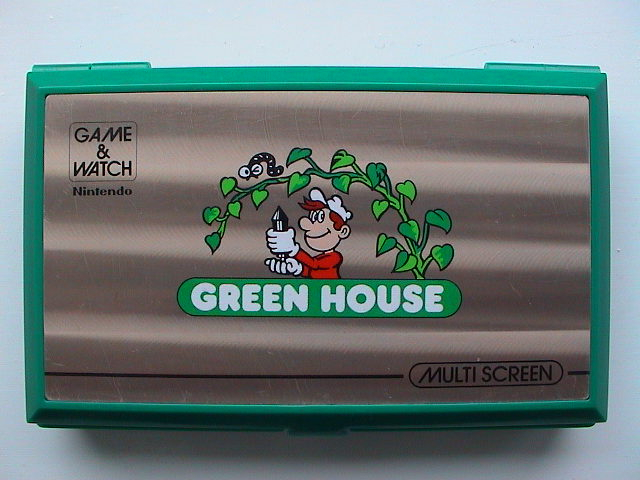 GAME
&
WATCH
Nintendo
GREEN HOUSE
MULTI SCREEN